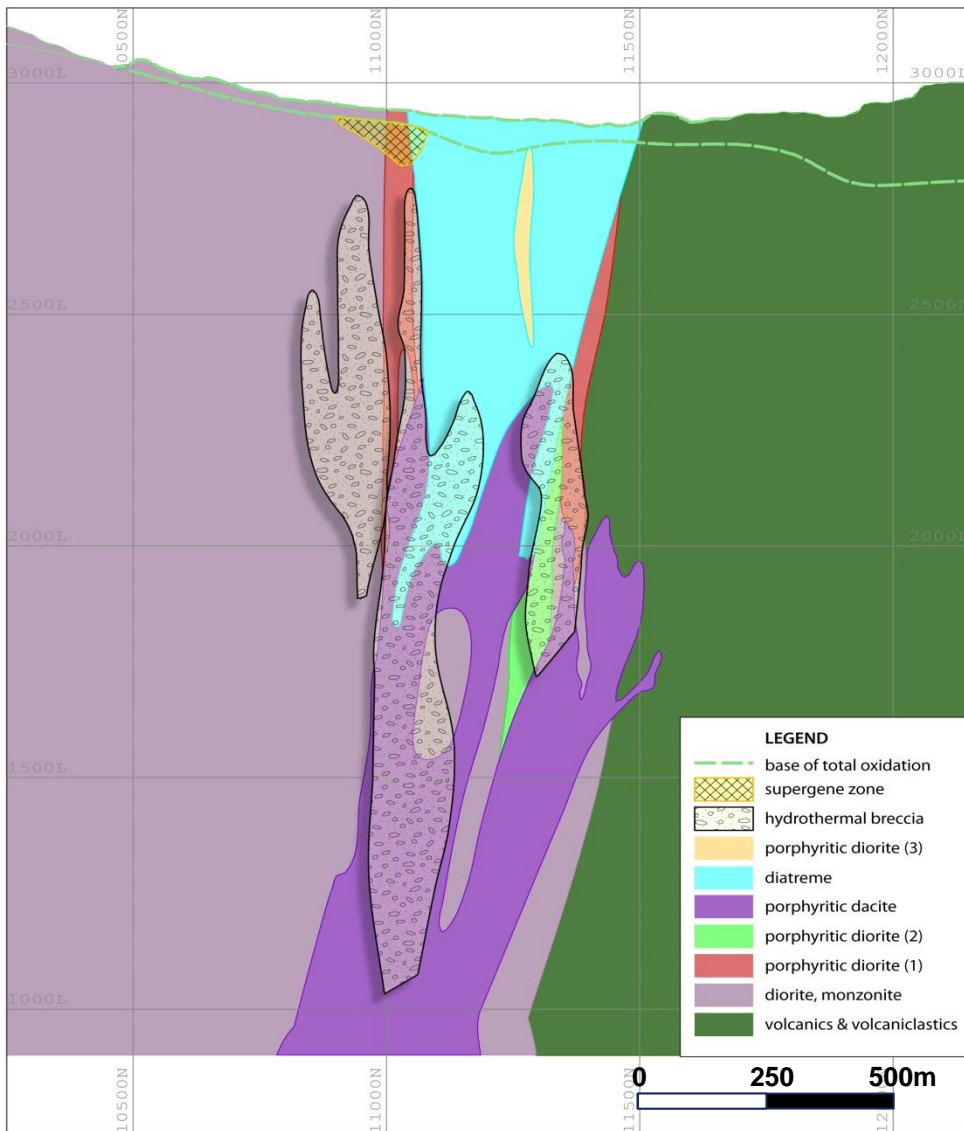 10500N
11000N
11500N
12000N
3000L
3000L
2500L
2500L
2000L
2000L
1500L
1000L
LEGEND
base of total oxidation
supergene zone
hydrothermal breccia
porphyritic diorite (3)
diatreme
porphyritic dacite
porphyritic diorite (2)
porphyritic diorite (1)
diorite, monzonite
volcanics & volcaniclastics
0 250 500m
10500N
11000N
11500N